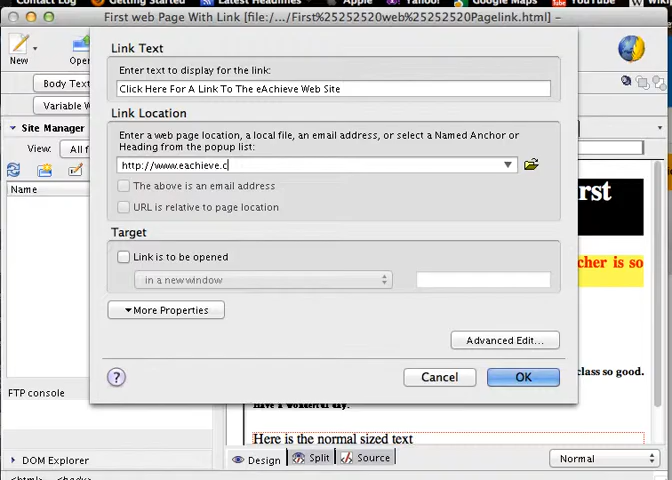 Contact Log Getting Started Latest Headlines Apple Yahoo! Google Maps YouTube
First web Page With Link [file:/.../First%25252520web%25252520Pagelink.html] –
New
Open
Body Text
Variable W
Site Manager
View:
All f
Name
FTP console
DOM Explorer
<html> <body>
Link Text
Enter text to display for the link:
Click Here For A Link To The eAchieve Web Site
Link Location
Enter a web page location, a local file, an email address, or select a Named Anchor or
Heading from the popup list:
http://www.eachieve.c
The above is an email address
URL is relative to page location
Target
Link is to be opened
in a new window
More Properties
Advanced Edit...
?
Cancel
OK
rst
cher is so
class so good.
Have a wonderful day.
Here is the normal sized text
Design
Split
Source
Normal